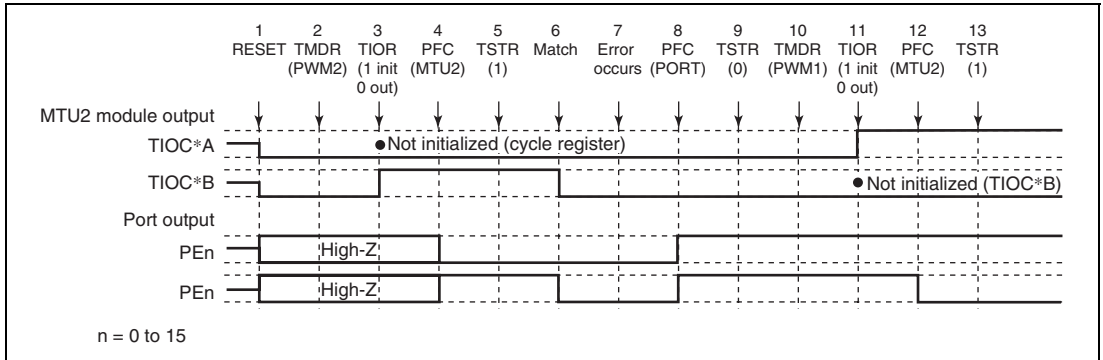 1 2 3 4 5 6 7 8 9 10 11 12 13
RESET TMDR TIOR PFC TSTR Match Error PFC TSTR TMDR TIOR PFC TSTR
(PWM2) (1 init (MTU2) (1) occurs (PORT) (0) (PWM1) (1 init (MTU2) (1)
0 out) 0 out)
MTU2 module output
TIOC*A ●Not initialized (cycle register)
TIOC*B ● Not initialized (TIOC*B)
Port output
PEn High-Z
PEn High-Z
n = 0 to 15